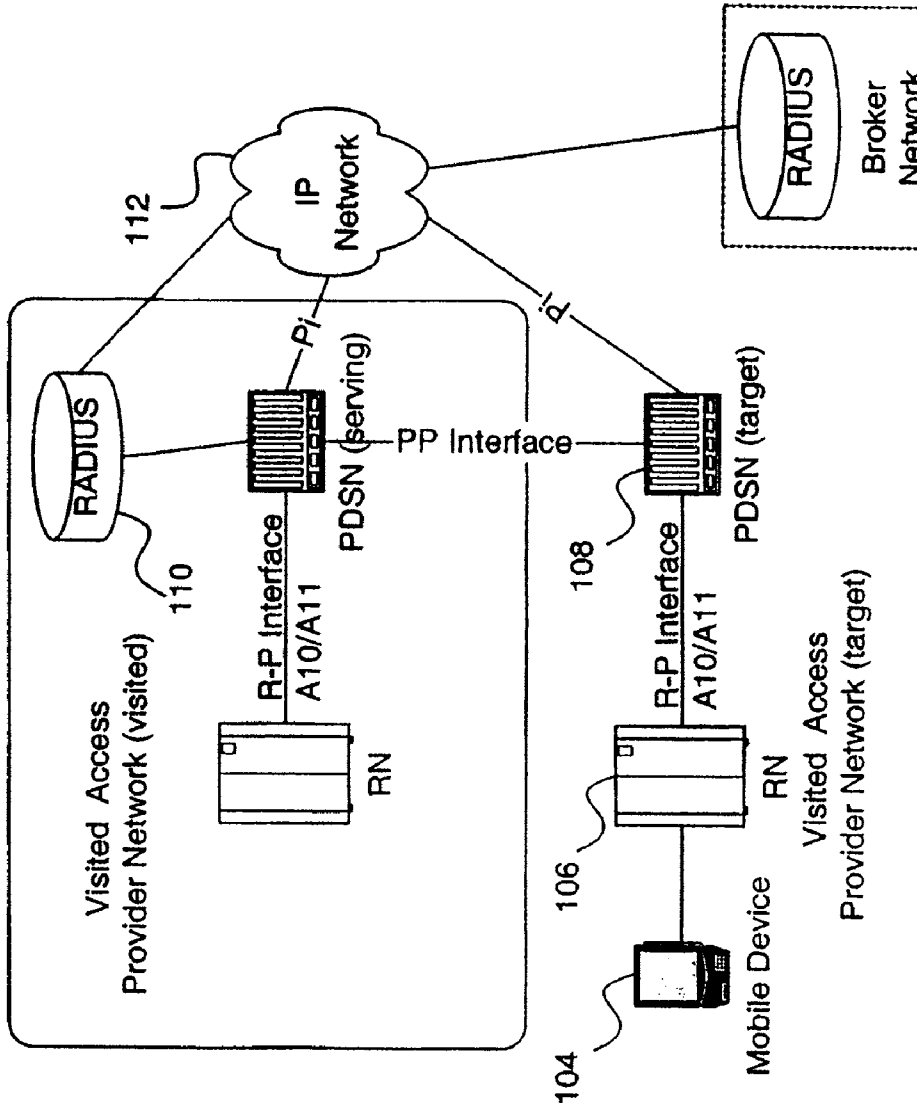 Visited Access
Provider Network (visited)
RADIUS
110
RN
R-P Interface
A10/A11
PDSN (serving)
Pi
PP Interface
112
IP
Network
Pi
104
Mobile Device
106
RN
R-P Interface
A10/A11
108
PDSN (target)
Visited Access
Provider Network (target)
RADIUS
Broker
Network